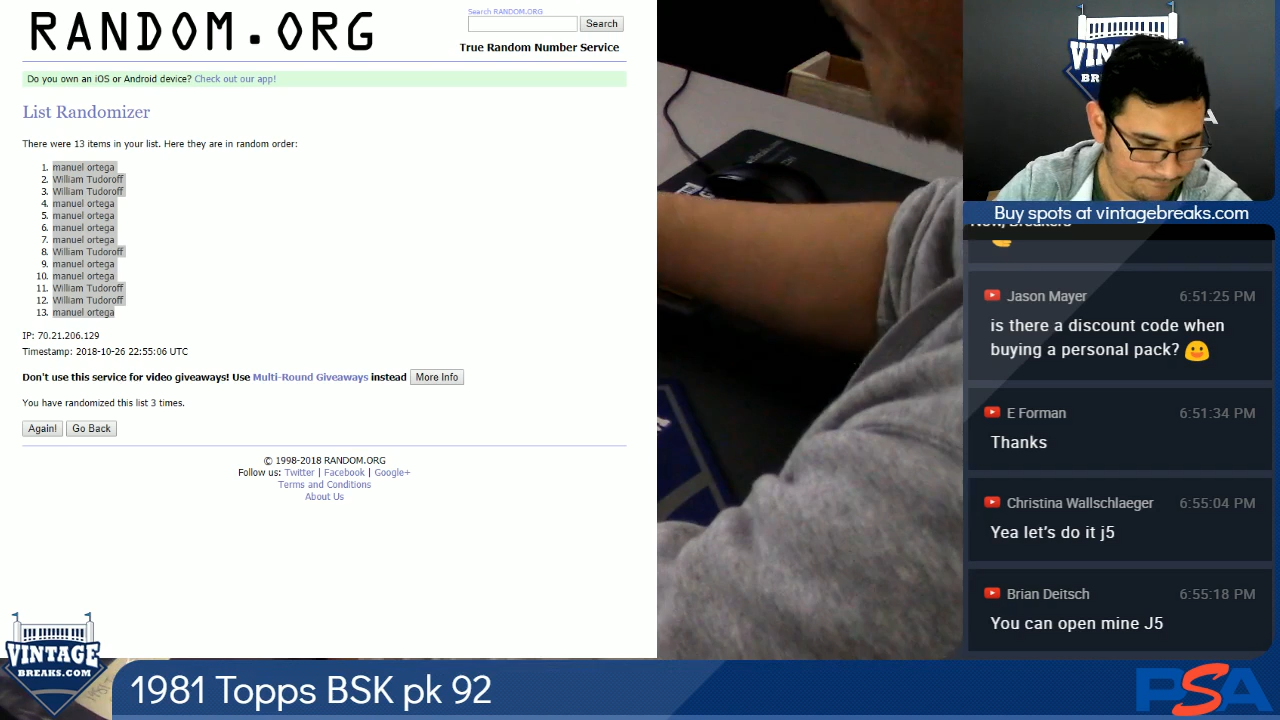 RANDOM.ORG
Search RANDOM.ORG
Search
True Random Number Service
Do you own an iOS or Android device? Check out our app!
List Randomizer
There were 13 items in your list. Here they are in random order:
1. manuel ortega
2. William Tudoroff
3. William Tudoroff
4. manuel ortega
5. manuel ortega
6. manuel ortega
7. manuel ortega
8. William Tudoroff
9. manuel ortega
10. manuel ortega
11. William Tudoroff
12. William Tudoroff
13. manuel ortega
IP: 70.21.206.129
Timestamp: 2018-10-26 22:55:06 UTC
Don't use this service for video giveaways! Use Multi-Round Giveaways instead More Info
You have randomized this list 3 times.
Again! Go Back
© 1998-2018 RANDOM.ORG
Follow us: Twitter | Facebook | Google+
Terms and Conditions
About Us
VINTAGE
BREAKS.COM
1981 Topps BSK pk 92
Buy spots at vintagebreaks.com
Jason Mayer 6:51:25 PM
is there a discount code when
buying a personal pack?
E Forman 6:51:34 PM
Thanks
Christina Wallschlaeger 6:55:04 PM
Yea let's do it j5
Brian Deitsch 6:55:18 PM
You can open mine J5
PSA